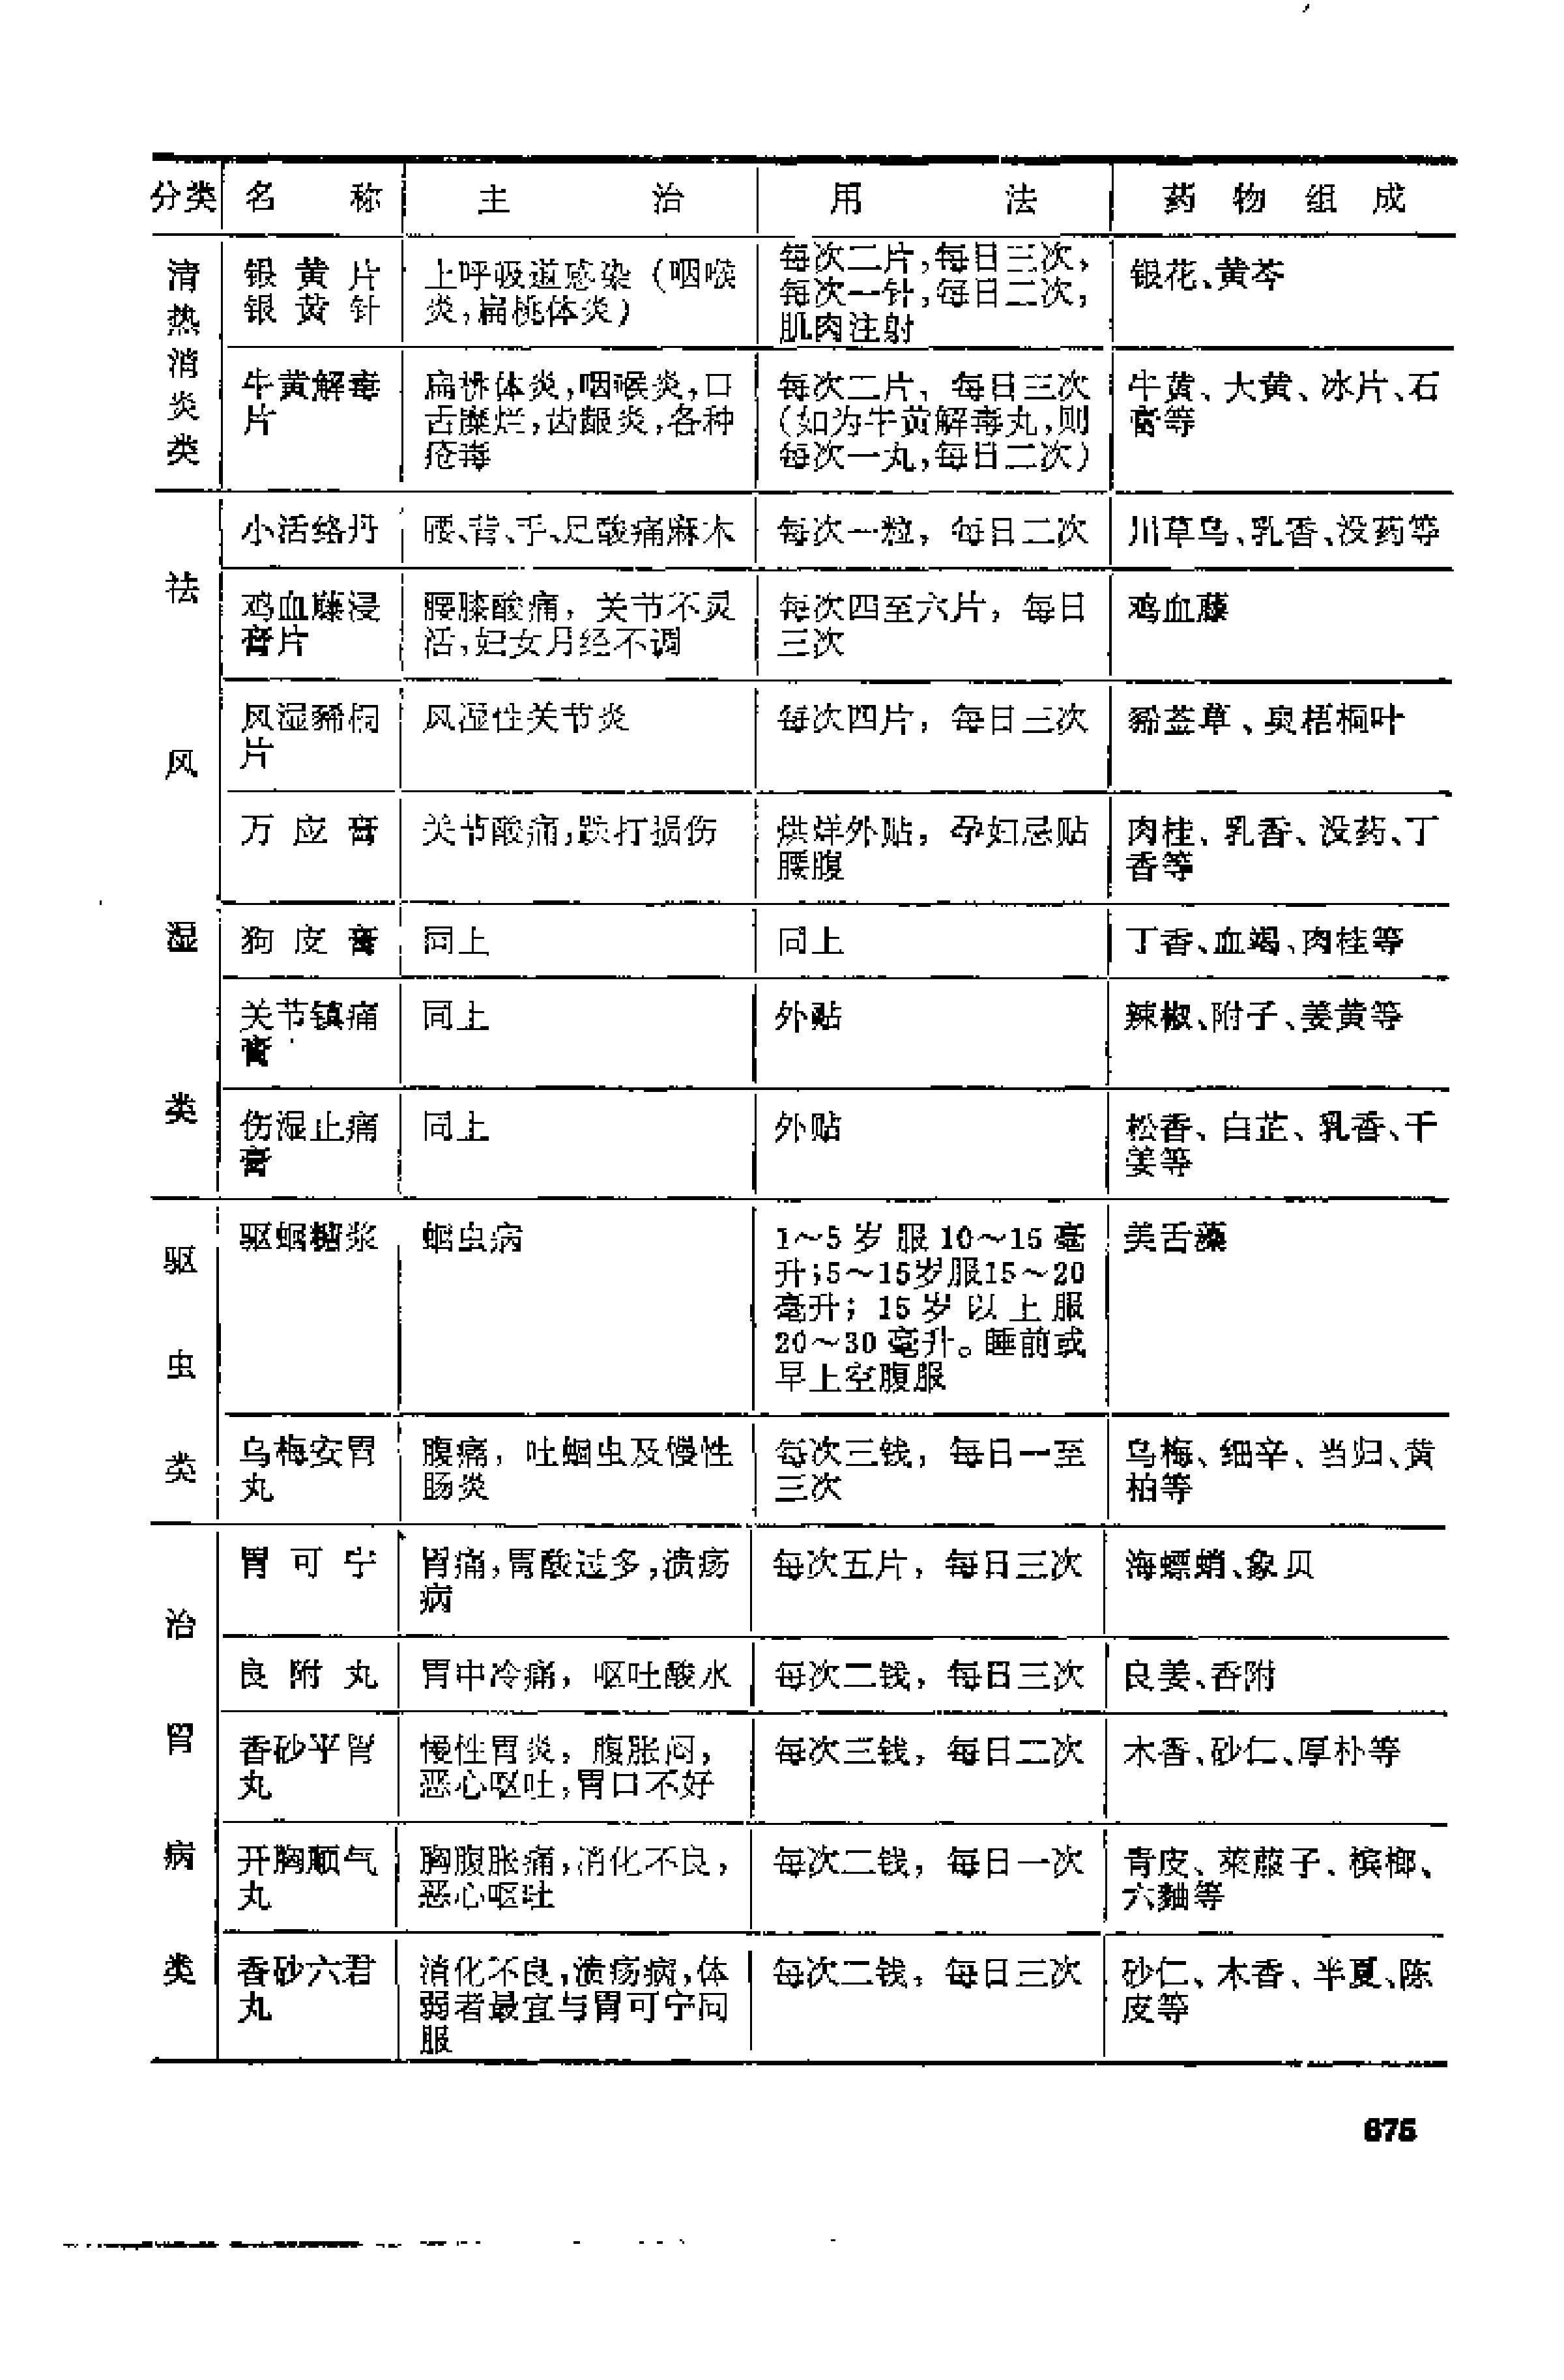 分类 名称 主治 用法 药物组成
清热消炎类
银黄片
银黄针
上呼吸道感染（咽喉
炎，扁桃体炎）
每次二片，每日三次，
每次一针，每日二次，
肌肉注射
银花、黄芩
牛黄解毒
片
扁桃体炎，咽喉炎，口
舌糜烂，齿龈炎，各种
疮毒
每次二片，每日三次
（如为牛黄解毒丸，则
每次一丸，每日二次）
牛黄、大黄、冰片、石
膏等
祛风湿类
小活络丹
腰、背、手、足酸痛麻木
每次一粒，每日二次
川草乌、乳香、没药等
鸡血藤浸
膏片
腰膝酸痛，关节不灵
活，妇女月经不调
每次四至六片，每日
三次
鸡血藤
风湿豨桐
片
风湿性关节炎
每次四片，每日三次
豨莶草、臭梧桐叶
万应膏
关节酸痛，跌打损伤
烘烊外贴，孕妇忌贴
腰腹
肉桂、乳香、没药、丁
香等
狗皮膏
同上
同上
丁香、血竭、肉桂等
关节镇痛
膏
同上
外贴
辣椒、附子、姜黄等
伤湿止痛
膏
同上
外贴
松香、白芷、乳香、干
姜等
驱虫类
驱蛔糖浆
蛔虫病
1～5岁服10～15毫
升；5～15岁服15～20
毫升；15岁以上服
20～30毫升。睡前或
早上空腹服
美舌藻
乌梅安胃
丸
腹痛，吐蛔虫及慢性
肠炎
每次三钱，每日一至
三次
乌梅、细辛、当归、黄
柏等
治胃病类
胃可宁
胃痛，胃酸过多，溃疡
病
每次五片，每日三次
海螵蛸、象贝
良附丸
胃中冷痛，呕吐酸水
每次二钱，每日三次
良姜、香附
香砂平胃
丸
慢性胃炎，腹胀闷，
恶心呕吐，胃口不好
每次三钱，每日二次
木香、砂仁、厚朴等
开胸顺气
丸
胸腹胀痛，消化不良，
恶心呕吐
每次二钱，每日一次
青皮、莱菔子、槟榔、
六麯等
香砂六君
丸
消化不良，溃疡病，体
弱者最宜与胃可宁同
服
每次二钱，每日三次
砂仁、木香、半夏、陈
皮等
675